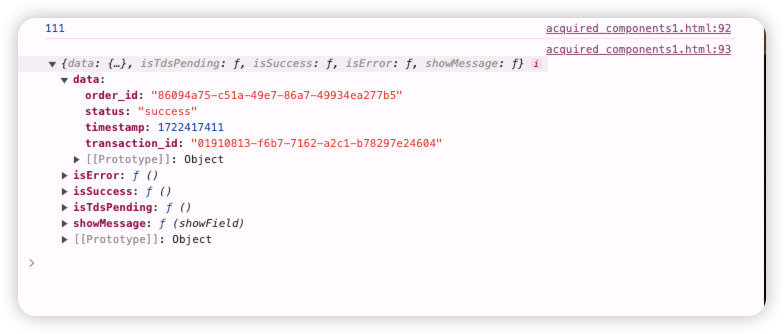 111 acquired_components1.html:92
acquired_components1.html:93
▼ {data: {…}, isTdsPending: ƒ, isSuccess: ƒ, isError: ƒ, showMessage: ƒ} i
▼ data:
order_id: "86094a75-c51a-49e7-86a7-49934ea277b5"
status: "success"
timestamp: 1722417411
transaction_id: "01910813-f6b7-7162-a2c1-b78297e24604"
▶ [[Prototype]]: Object
▶ isError: ƒ ()
▶ isSuccess: ƒ ()
▶ isTdsPending: ƒ ()
▶ showMessage: ƒ (showField)
▶ [[Prototype]]: Object
>